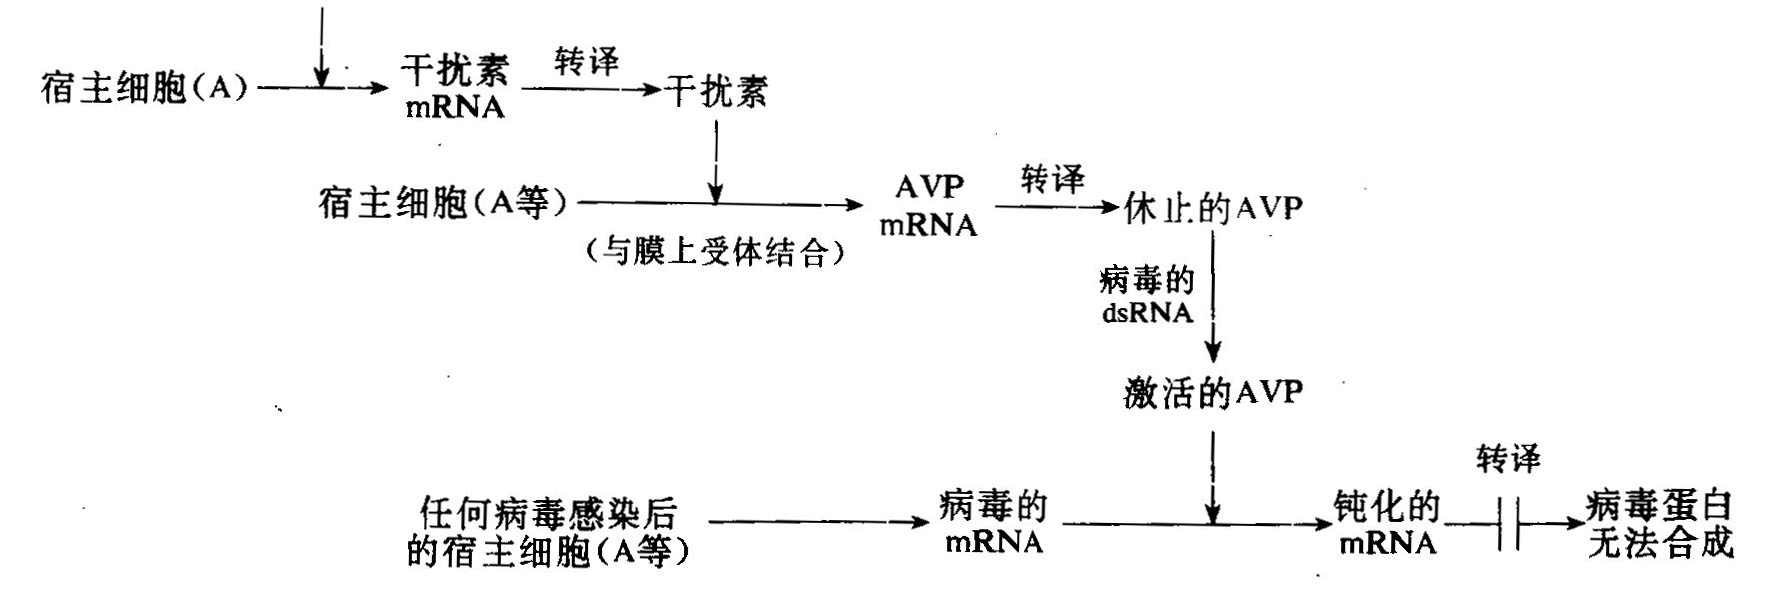 转译
宿主细胞(A)
干扰素
mRNA
干扰素
宿主细胞(A等)
(与膜上受体结合)
AVP
mRNA
转译
休止的AVP
病毒的
dsRNA
激活的AVP
任何病毒感染后
的宿主细胞(A等)
病毒的
mRNA
钝化的
mRNA
转译
病毒蛋白
无法合成